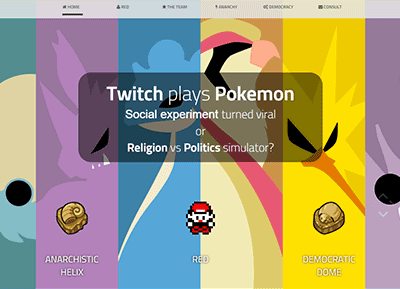 HOME RED THE TEAM ANARCHY DEMOCRACY CONSULT
Twitch plays Pokemon
Social experiment turned viral
or
Religion vs Politics simulator?
ANARCHISTIC
HELIX
RED
DEMOCRATIC
DOME